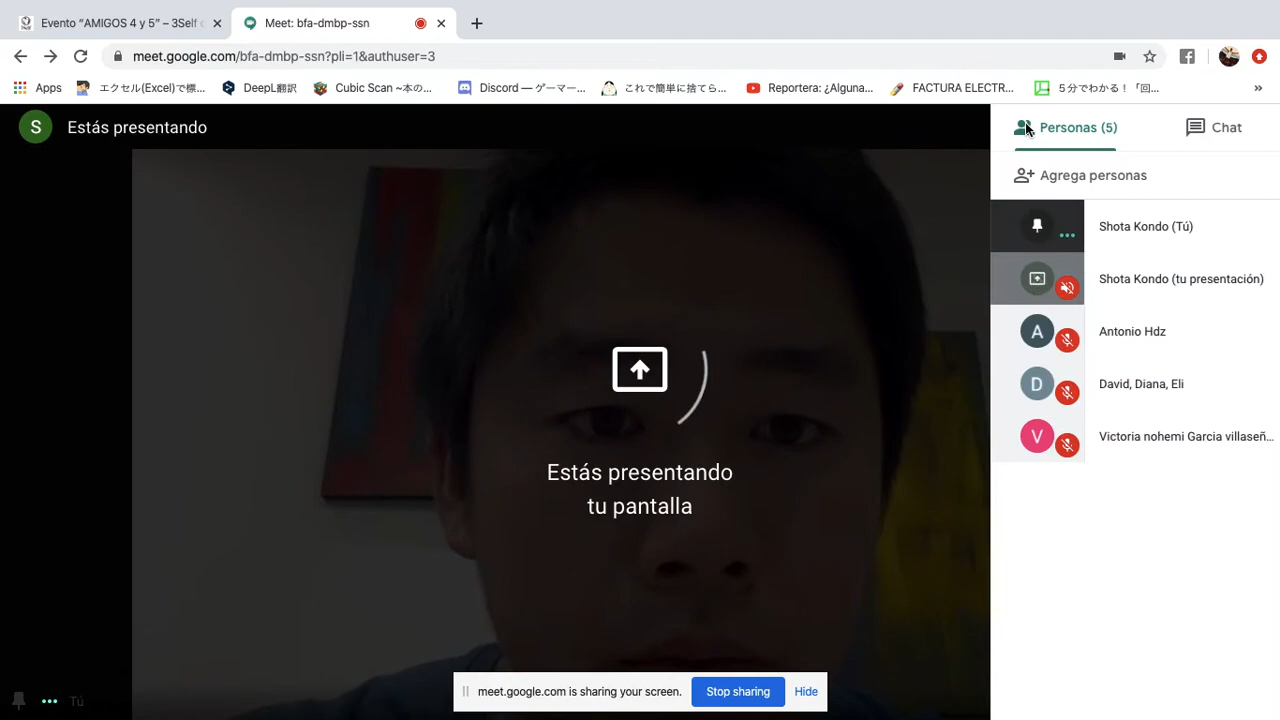 Evento “AMIGOS 4 y 5” – 3Self
Meet: bfa-dmbp-ssn
meet.google.com/bfa-dmbp-ssn?pli=1&authuser=3
Apps
エクセル(Excel)で標...
DeepL翻訳
Cubic Scan ~本の...
Discord — ゲーマー...
これで簡単に捨てら...
Reportera: ¿Alguna...
FACTURA ELECTR...
５分でわかる！「回...
»
S
Estás presentando
Personas (5)
Chat
Agrega personas
Shota Kondo (Tú)
Shota Kondo (tu presentación)
A
Antonio Hdz
D
David, Diana, Eli
V
Victoria nohemi Garcia villaseñ...
Estás presentando
tu pantalla
meet.google.com is sharing your screen.
Stop sharing
Hide
Tú